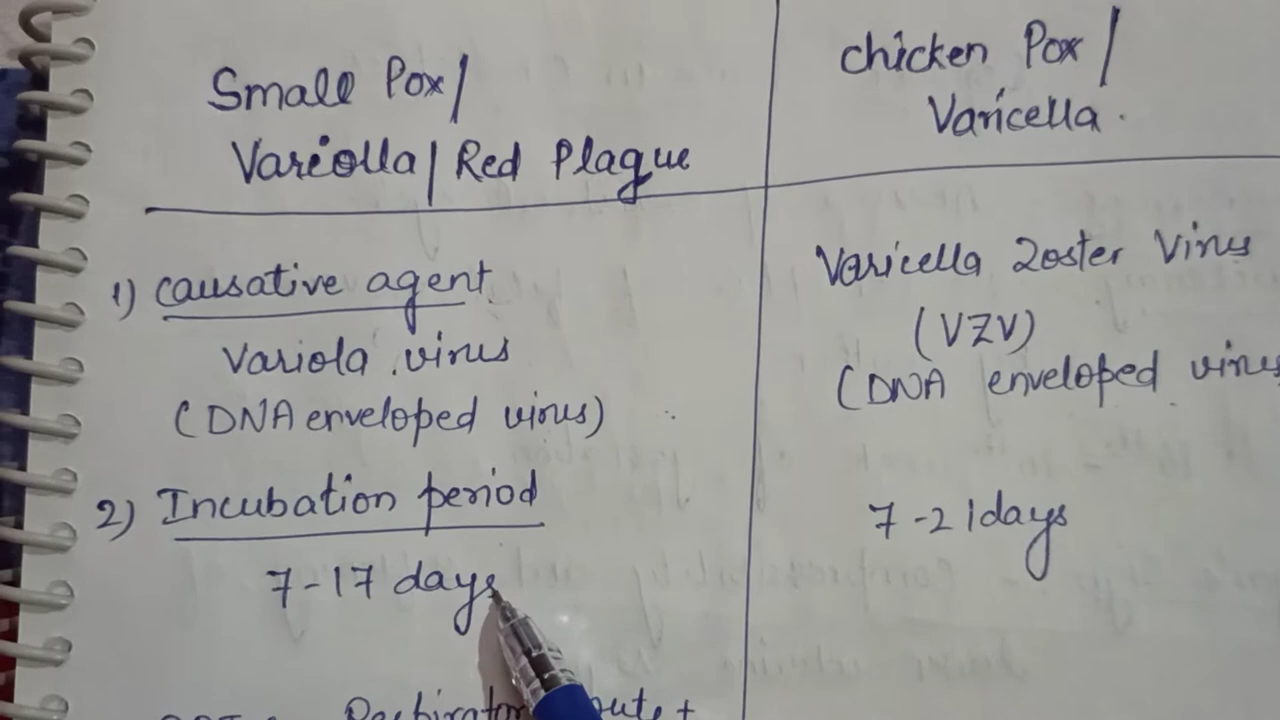 Small Pox/
Variolla/ Red Plaque
chicken Pox/
Varicella.
1) causative agent
Variola virus
(DNA enveloped virus)
Varicella Zoster Virus
(VZV)
(DNA enveloped virus
2) Incubation period
7-17 days
7-21days